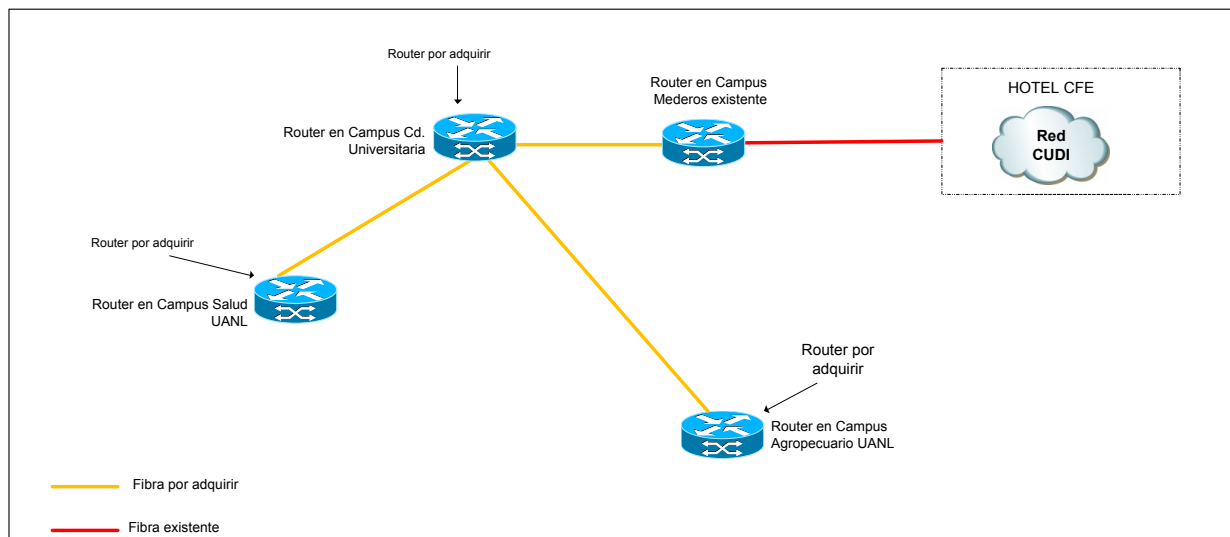 Router por adquirir
Router en Campus
Mederos existente
HOTEL CFE
Router en Campus Cd.
Universitaria
Red
CUDI
Router por adquirir
Router en Campus Salud
UANL
Router por
adquirir
Router en Campus
Agropecuario UANL
Fibra por adquirir
Fibra existente